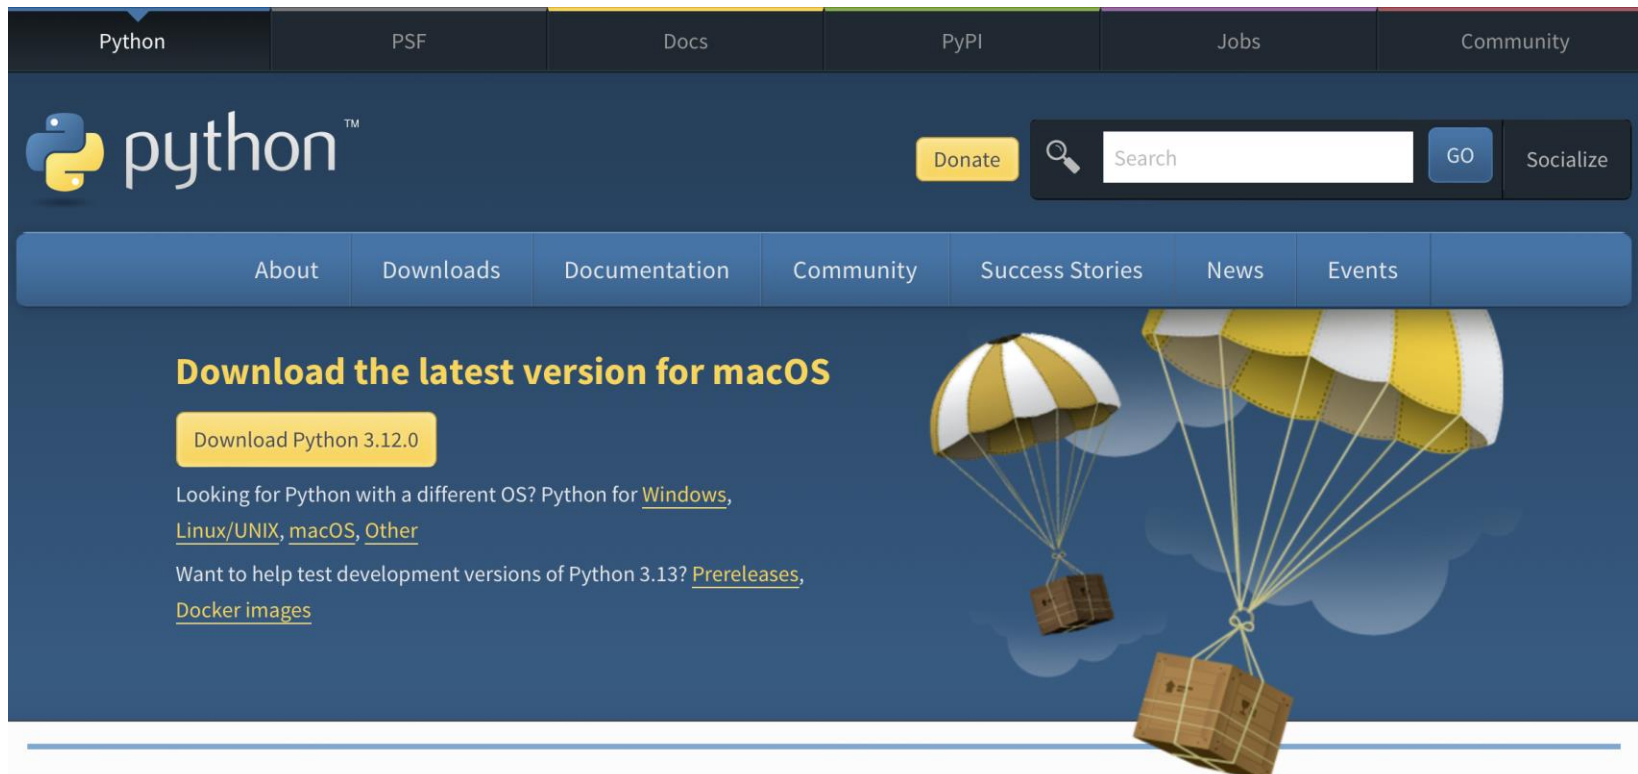 Python PSF Docs PyPI Jobs Community
python™
Donate Search GO Socialize
About Downloads Documentation Community Success Stories News Events
Download the latest version for macOS
Download Python 3.12.0
Looking for Python with a different OS? Python for Windows,
Linux/UNIX, macOS, Other
Want to help test development versions of Python 3.13? Prereleases,
Docker images